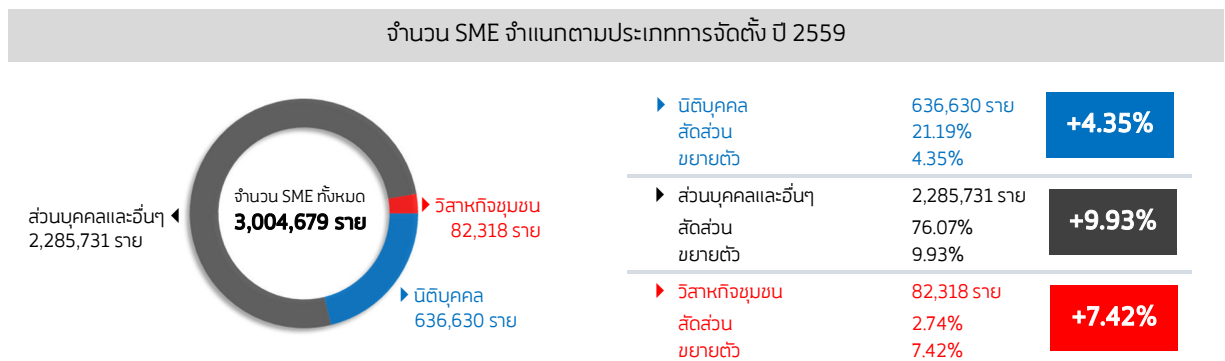 จำนวน SME จำแนกตามประเภทการจัดตั้ง ปี 2559
จำนวน SME ทั้งหมด
3,004,679 ราย
ส่วนบุคคลและอื่นๆ
2,285,731 ราย
วิสาหกิจชุมชน
82,318 ราย
นิติบุคคล
636,630 ราย
นิติบุคคล 636,630 ราย
สัดส่วน 21.19%
ขยายตัว 4.35%
+4.35%
ส่วนบุคคลและอื่นๆ 2,285,731 ราย
สัดส่วน 76.07%
ขยายตัว 9.93%
+9.93%
วิสาหกิจชุมชน 82,318 ราย
สัดส่วน 2.74%
ขยายตัว 7.42%
+7.42%